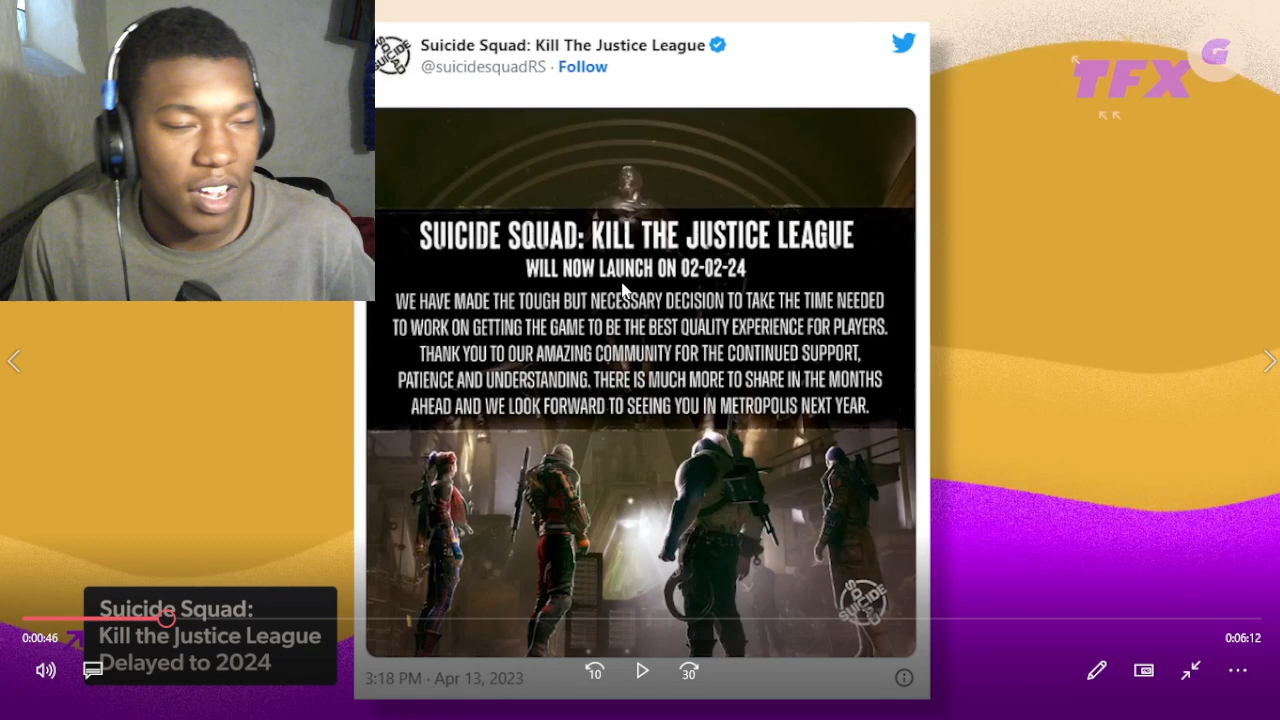 Suicide Squad: Kill The Justice League
@suicidesquadRS · Follow
TFX
G
SUICIDE SQUAD: KILL THE JUSTICE LEAGUE
WILL NOW LAUNCH ON 02-02-24
WE HAVE MADE THE TOUGH BUT NECESSARY DECISION TO TAKE THE TIME NEEDED
TO WORK ON GETTING THE GAME TO BE THE BEST QUALITY EXPERIENCE FOR PLAYERS.
THANK YOU TO OUR AMAZING COMMUNITY FOR THE CONTINUED SUPPORT,
PATIENCE AND UNDERSTANDING. THERE IS MUCH MORE TO SHARE IN THE MONTHS
AHEAD AND WE LOOK FORWARD TO SEEING YOU IN METROPOLIS NEXT YEAR.
SUICIDE
SQUAD
Suicide Squad:
Kill the Justice League
Delayed to 2024
0:00:46
0:06:12
10
30
3:18 PM · Apr 13, 2023